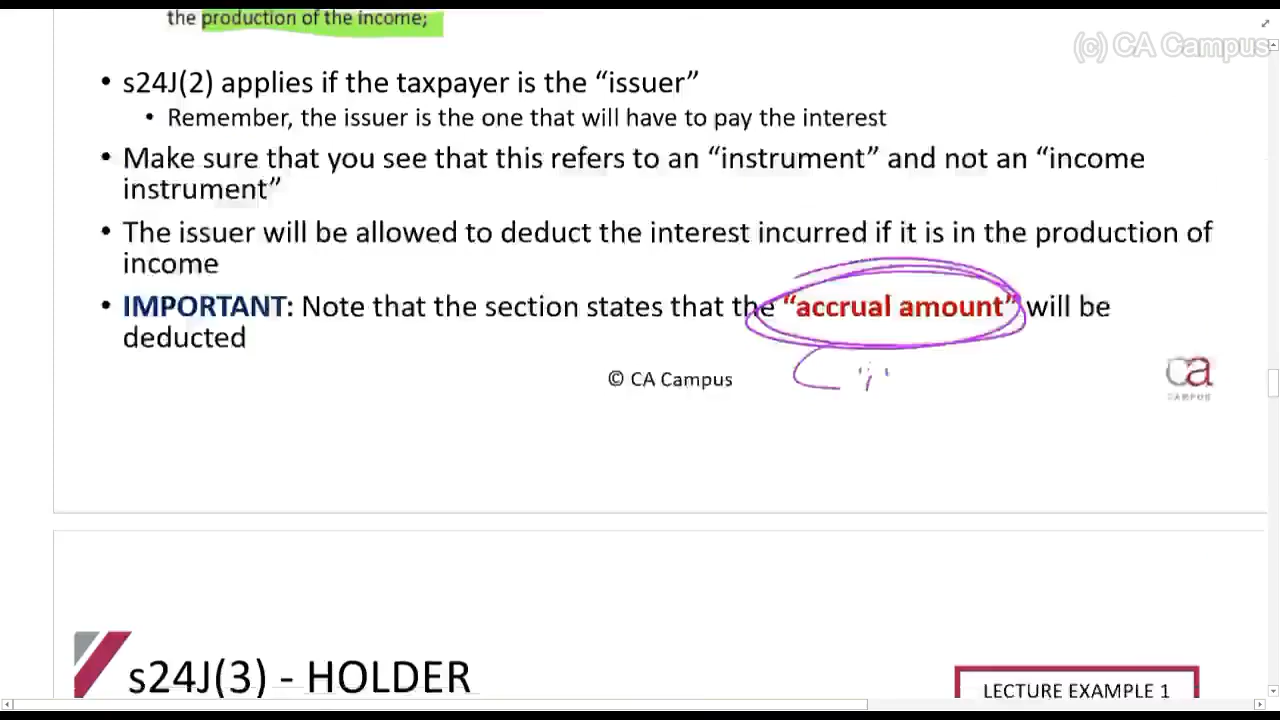 the production of the income;
(c) CA Campus
• s24J(2) applies if the taxpayer is the “issuer”
• Remember, the issuer is the one that will have to pay the interest
• Make sure that you see that this refers to an “instrument” and not an “income
instrument”
• The issuer will be allowed to deduct the interest incurred if it is in the production of
income
• IMPORTANT: Note that the section states that the “accrual amount” will be
deducted
© CA Campus
ca
CAMPUS
s24J(3) - HOLDER
LECTURE EXAMPLE 1